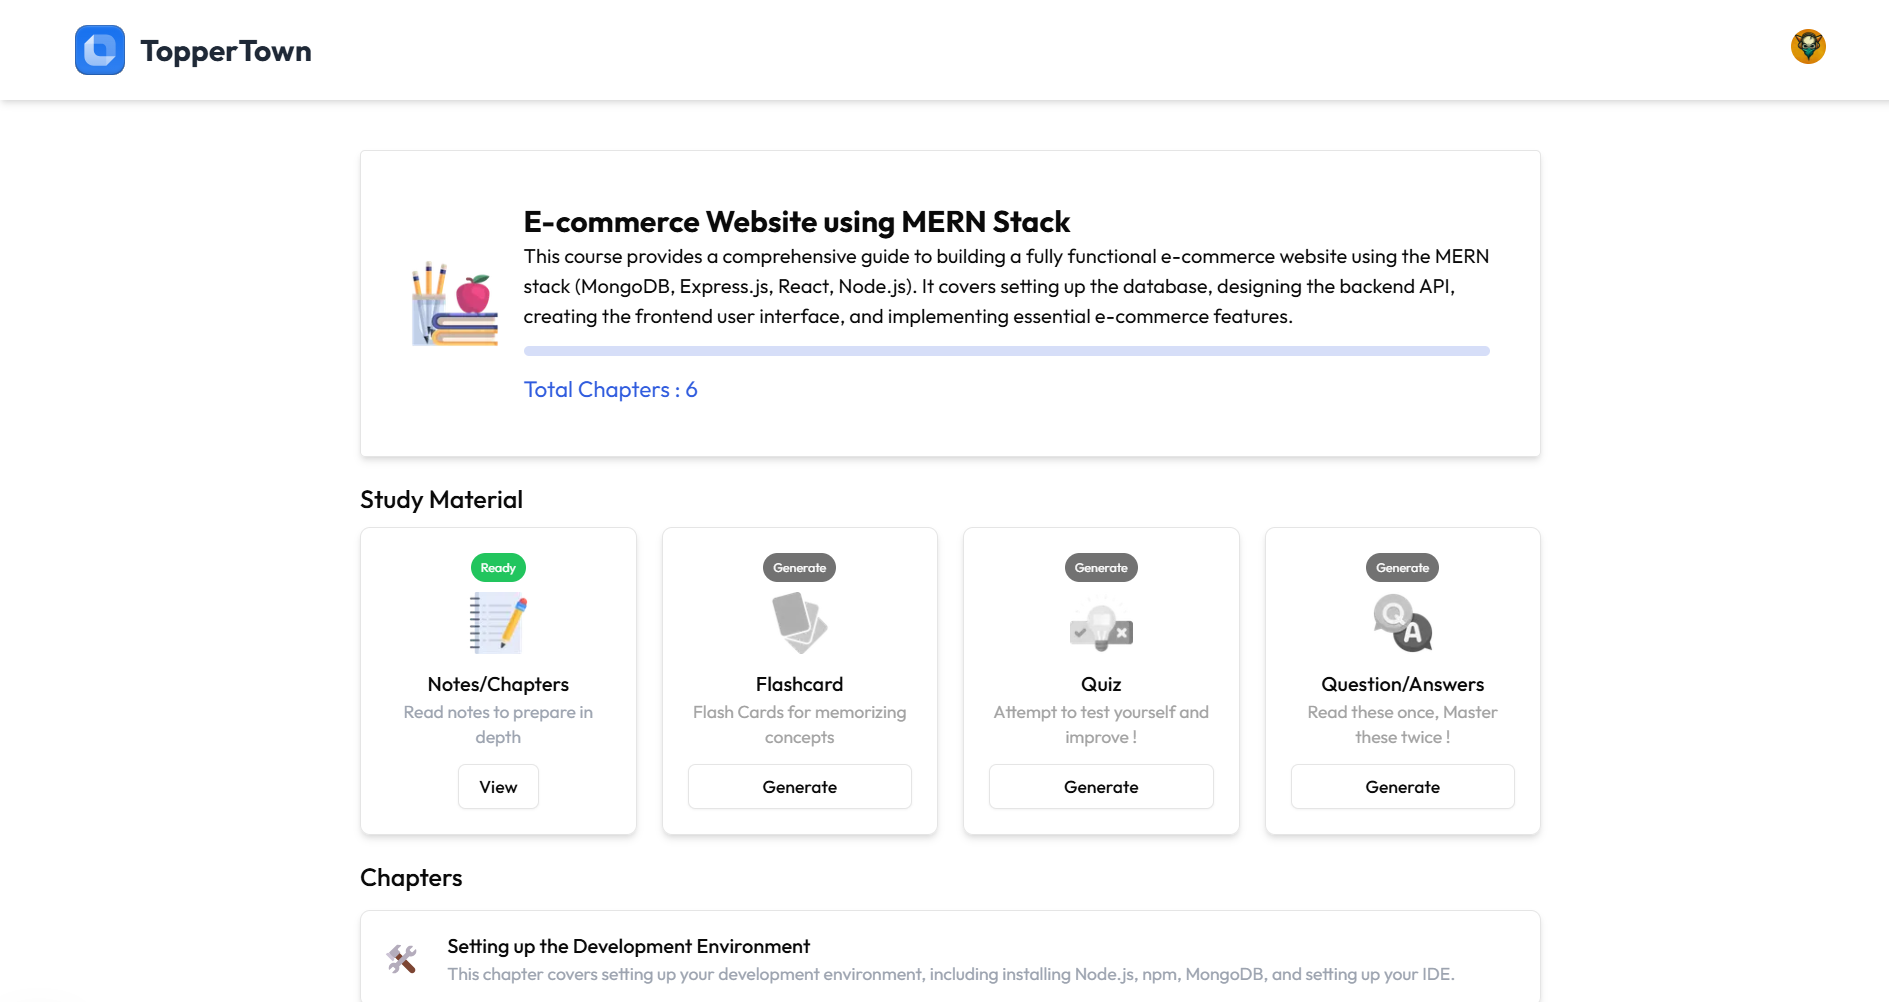 TopperTown
E-commerce Website using MERN Stack
This course provides a comprehensive guide to building a fully functional e-commerce website using the MERN
stack (MongoDB, Express.js, React, Node.js). It covers setting up the database, designing the backend API,
creating the frontend user interface, and implementing essential e-commerce features.
Total Chapters : 6
Study Material
Ready
Notes/Chapters
Read notes to prepare in
depth
View
Generate
Flashcard
Flash Cards for memorizing
concepts
Generate
Generate
Quiz
Attempt to test yourself and
improve !
Generate
Generate
Q
A
Question/Answers
Read these once, Master
these twice !
Generate
Chapters
Setting up the Development Environment
This chapter covers setting up your development environment, including installing Node.js, npm, MongoDB, and setting up your IDE.